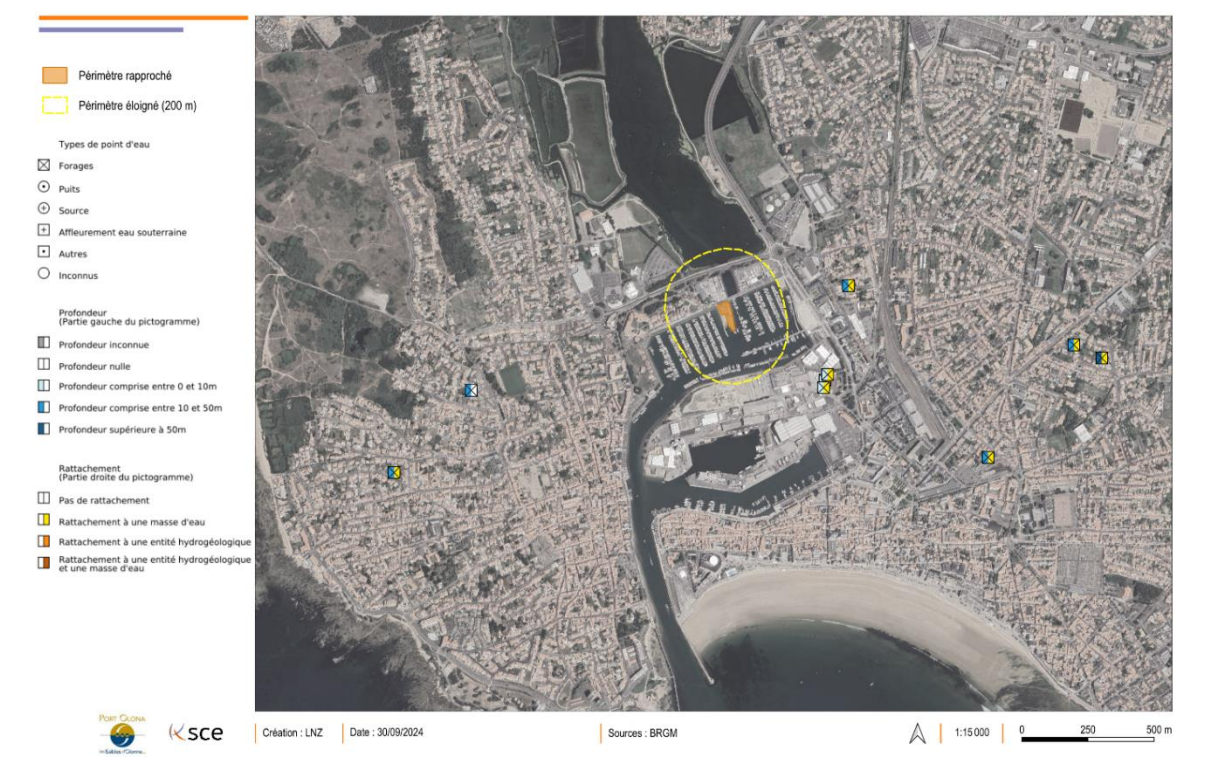 Périmètre rapproché
Périmètre éloigné (200 m)
Types de point d'eau
Forages
Puits
Source
Affleurement eau souterraine
Autres
Inconnus
Profondeur
(Partie gauche du pictogramme)
Profondeur inconnue
Profondeur nulle
Profondeur comprise entre 0 et 10m
Profondeur comprise entre 10 et 50m
Profondeur supérieure à 50m
Rattachement
(Partie droite du pictogramme)
Pas de rattachement
Rattachement à une masse d'eau
Rattachement à une entité hydrogéologique
Rattachement à une entité hydrogéologique
et une masse d'eau
PORT OLONA
sce
Création : LNZ
Date : 30/09/2024
Sources : BRGM
1:15 000
0 250 500 m